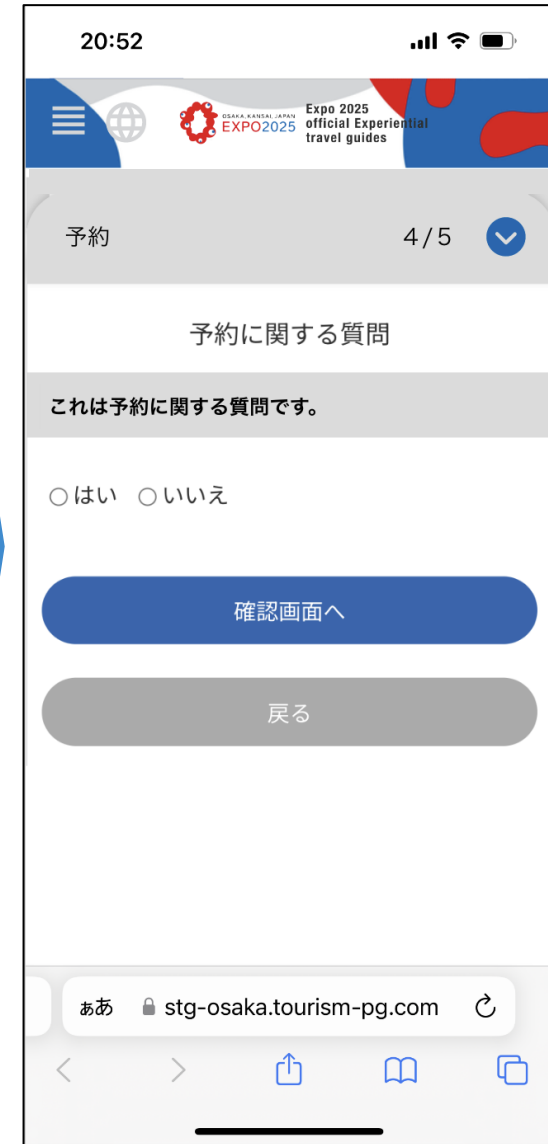 20:52
OSAKA, KANSAI, JAPAN
EXPO2025
Expo 2025
official Experiential
travel guides
予約 4/5
予約に関する質問
これは予約に関する質問です。
はい いいえ
確認画面へ
戻る
ぁあ stg-osaka.tourism-pg.com